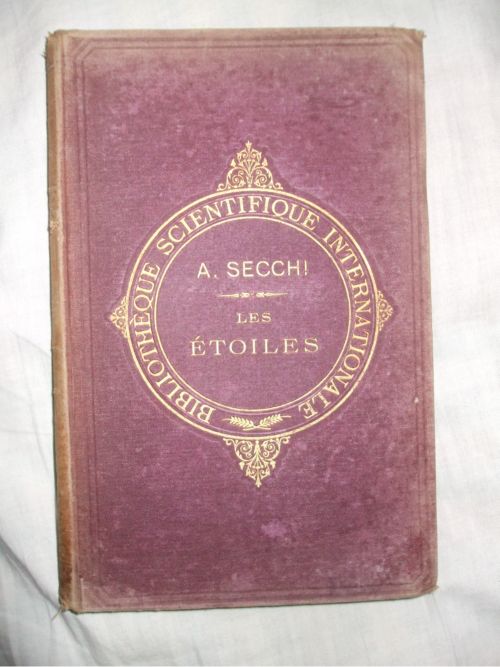 BIBLIOTHÈQUE SCIENTIFIQUE INTERNATIONALE
A. SECCHI
LES
ÉTOILES